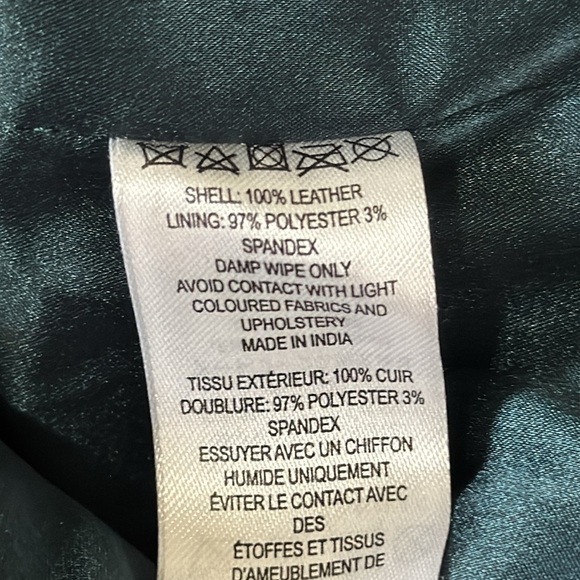 SHELL: 100% LEATHER
LINING: 97% POLYESTER 3%
SPANDEX
DAMP WIPE ONLY
AVOID CONTACT WITH LIGHT
COLOURED FABRICS AND
UPHOLSTERY
MADE IN INDIA
TISSU EXTÉRIEUR: 100% CUIR
DOUBLURE: 97% POLYESTER 3%
SPANDEX
ESSUYER AVEC UN CHIFFON
HUMIDE UNIQUEMENT
ÉVITER LE CONTACT AVEC
DES
ÉTOFFES ET TISSUS
D'AMEUBLEMENT DE